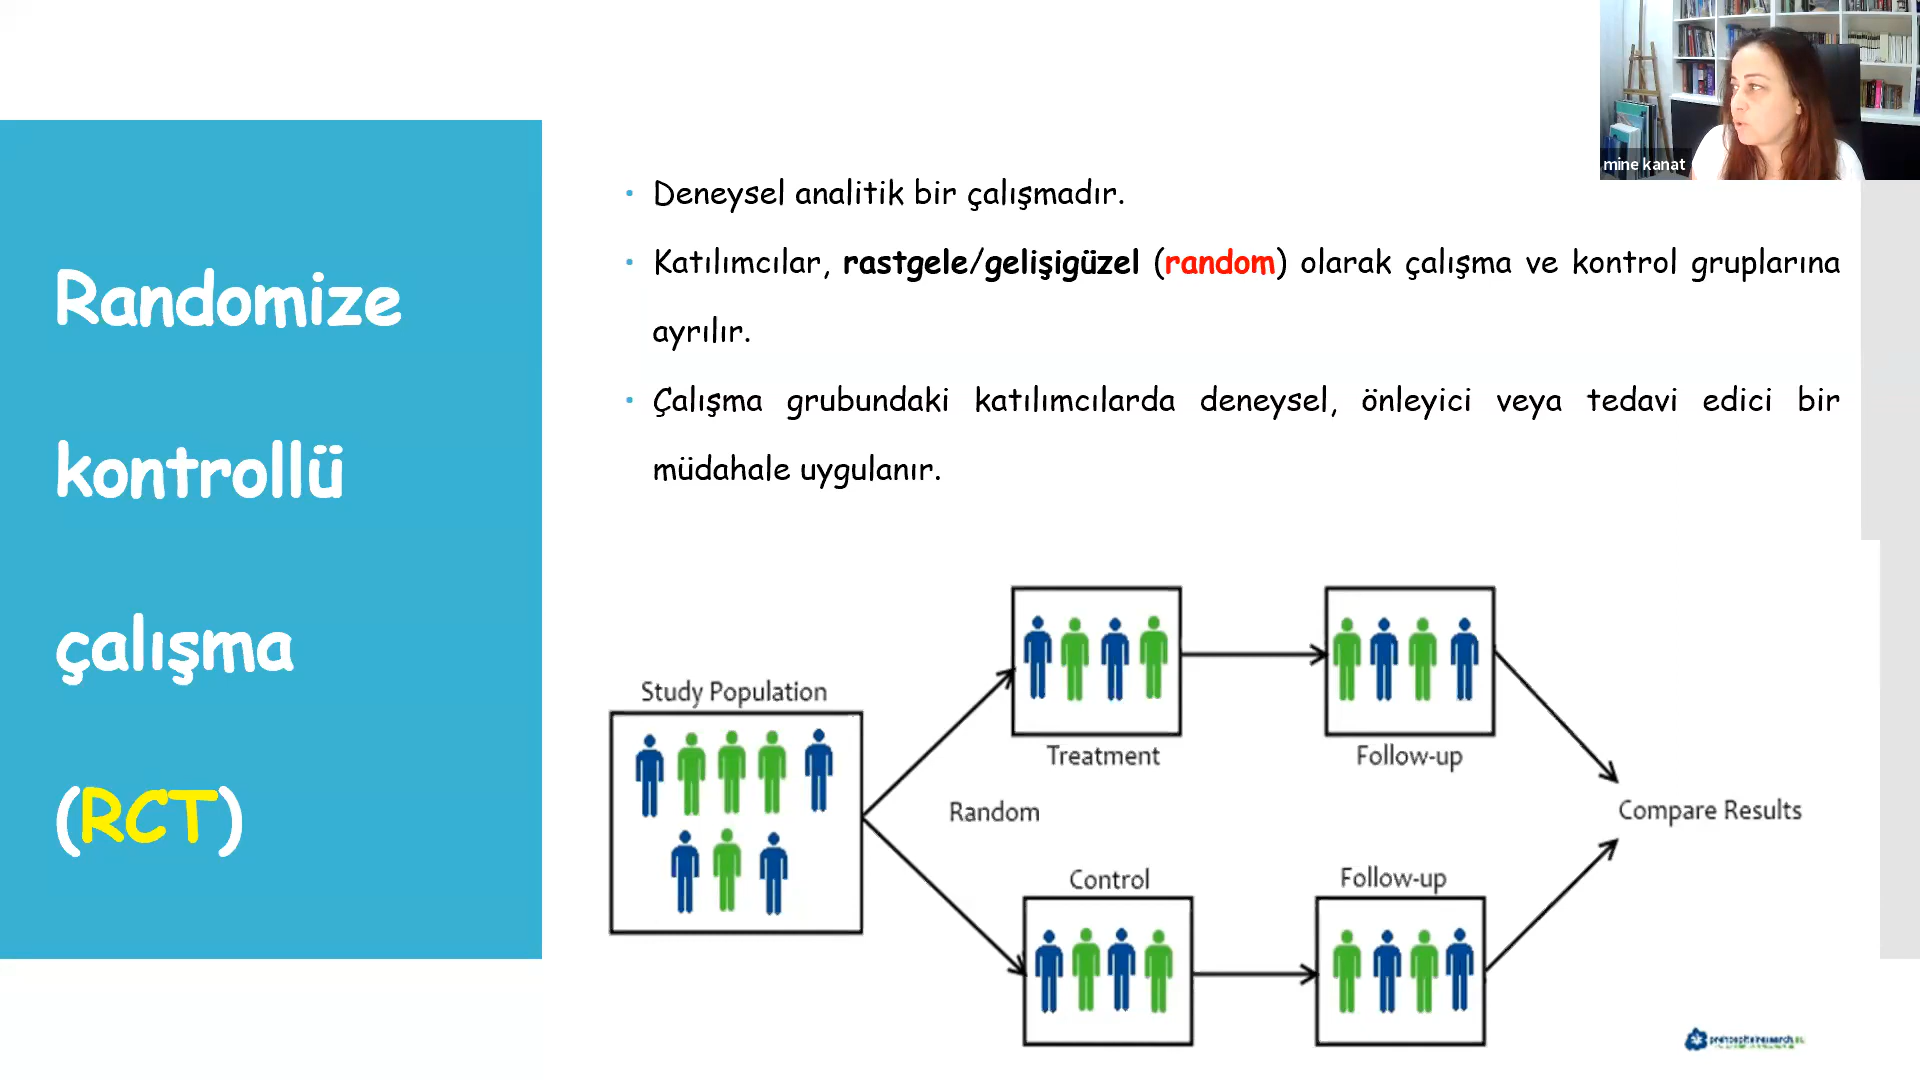 mine kanat
Randomize
kontrollü
çalışma
(RCT)
• Deneysel analitik bir çalışmadır.
• Katılımcılar, rastgele/gelişigüzel (random) olarak çalışma ve kontrol gruplarına
ayrılır.
• Çalışma grubundaki katılımcılarda deneysel, önleyici veya tedavi edici bir
müdahale uygulanır.
Study Population
Treatment
Follow-up
Random
Compare Results
Control
Follow-up